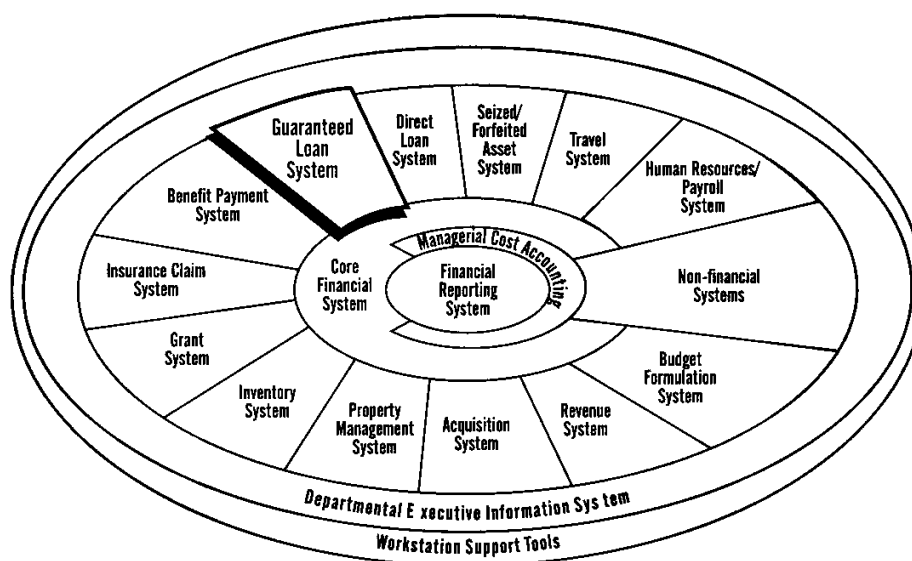 Guaranteed
Loan
System
Direct
Loan
System
Seized/
Forfeited
Asset
System
Travel
System
Human Resources/
Payroll
System
Benefit Payment
System
Insurance Claim
System
Grant
System
Inventory
System
Property
Management
System
Acquisition
System
Revenue
System
Budget
Formulation
System
Non-financial
Systems
Core
Financial
System
Managerial Cost Accounting
Financial
Reporting
System
Departmental E xecutive Information Sys tem
Workstation Support Tools